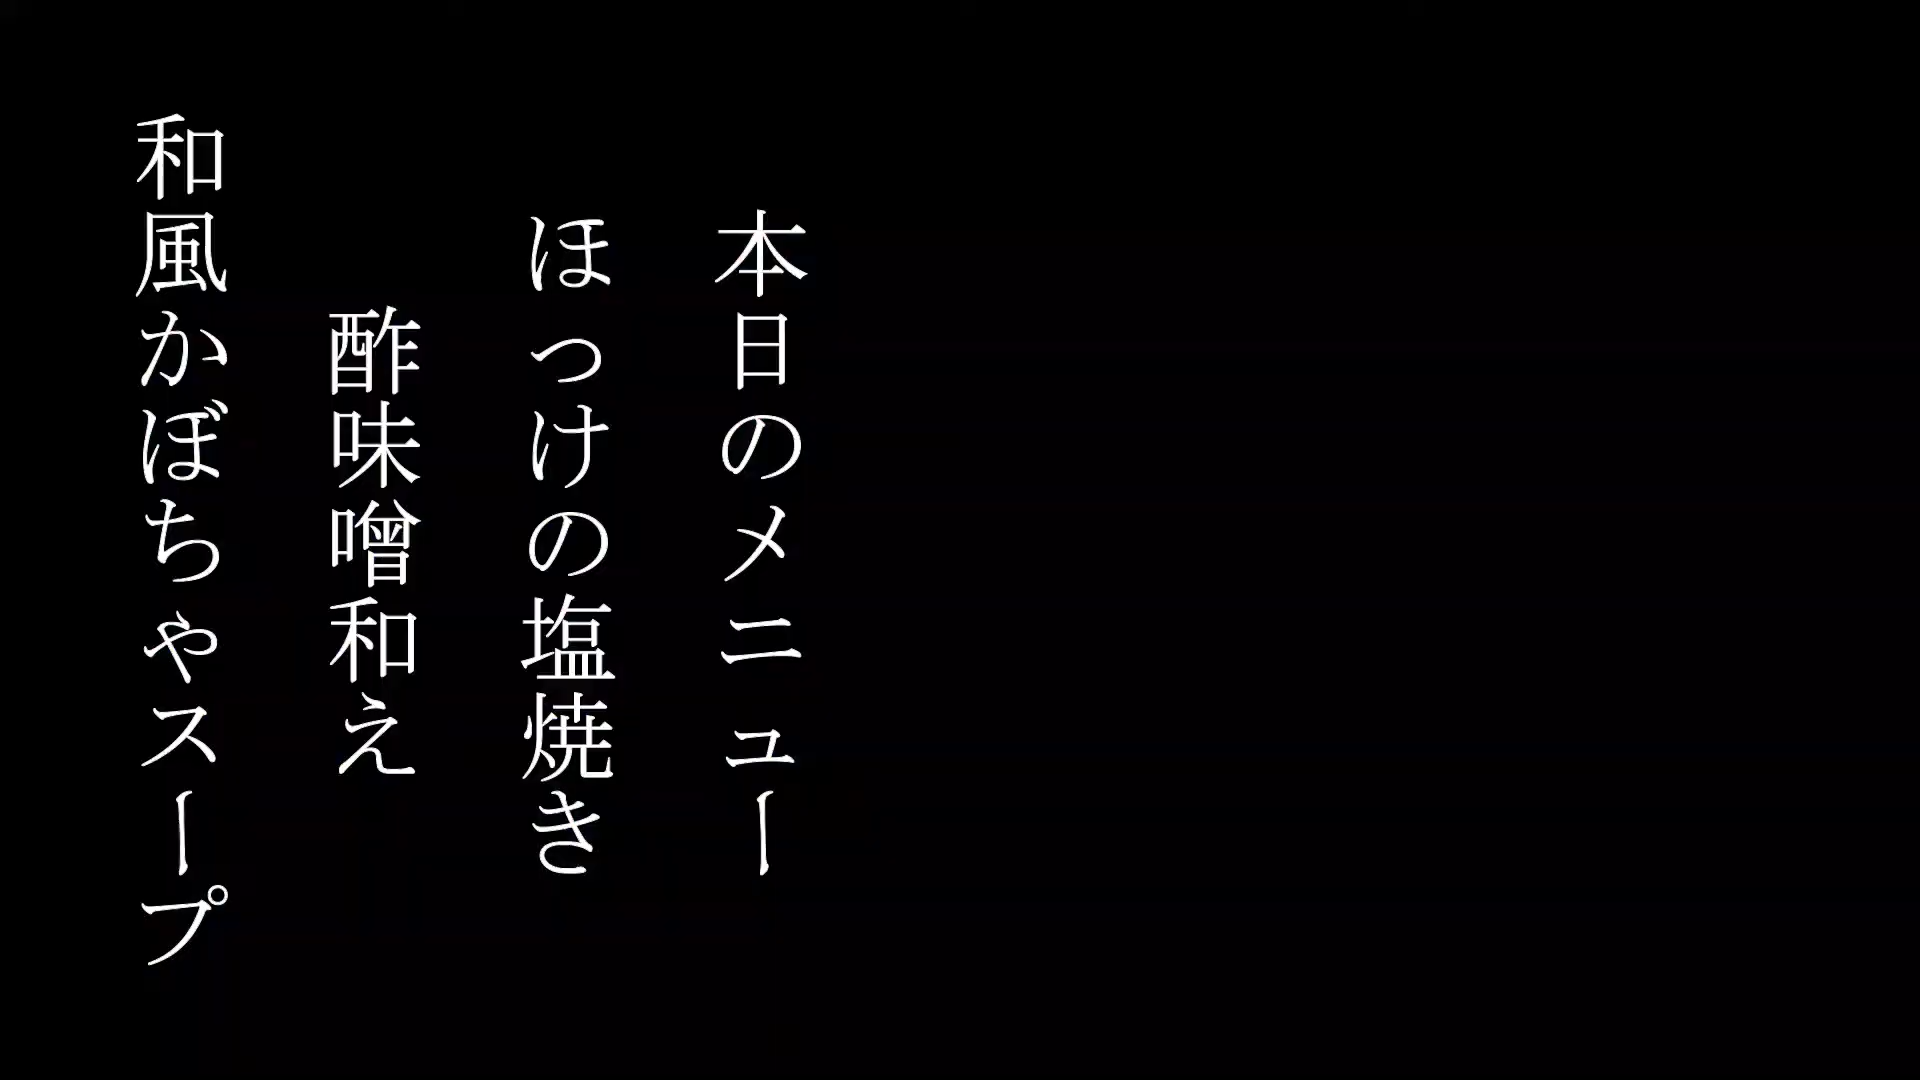 本日のメニュー
ほっけの塩焼き
酢味噌和え
和風かぼちゃスープ